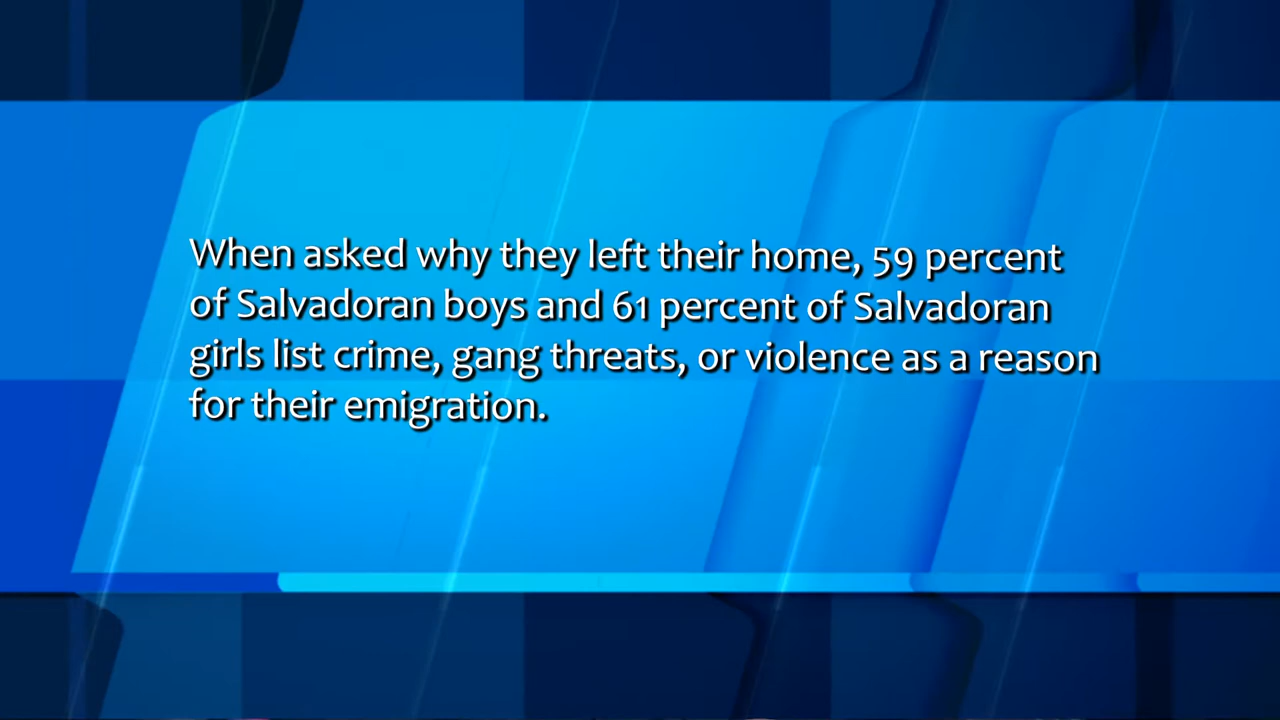 When asked why they left their home, 59 percent
of Salvadoran boys and 61 percent of Salvadoran
girls list crime, gang threats, or violence as a reason
for their emigration.